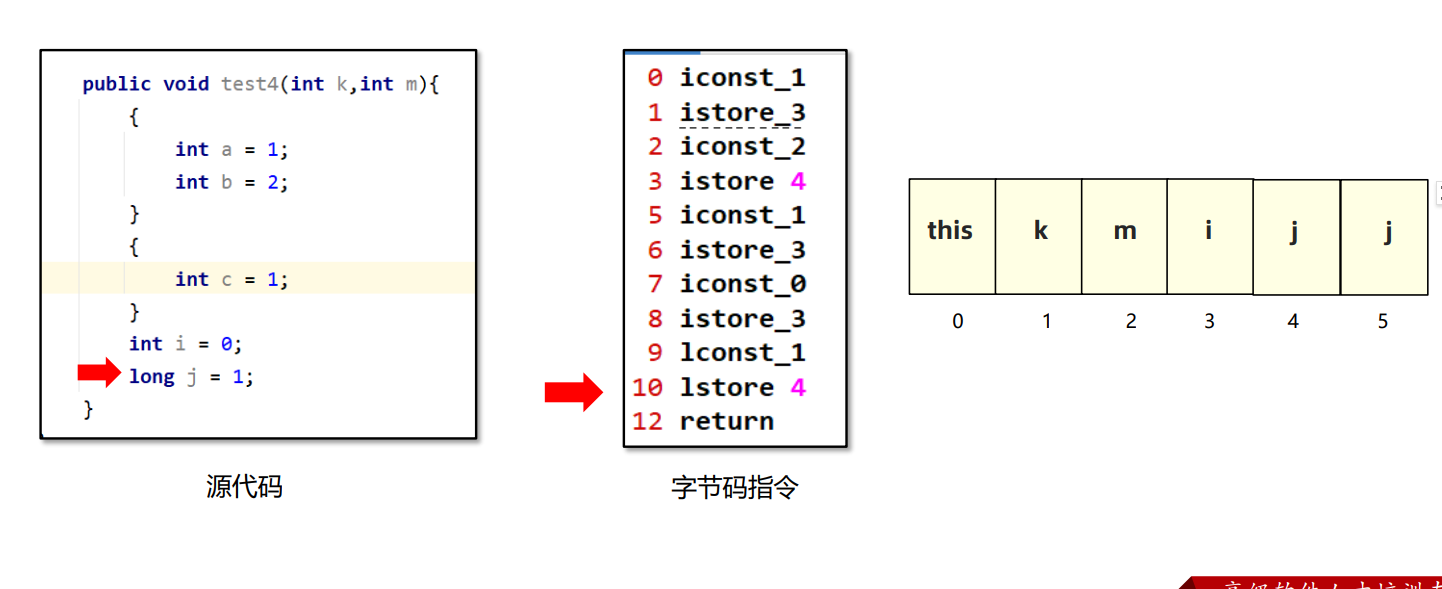 public void test4(int k,int m){
{
int a = 1;
int b = 2;
}
{
int c = 1;
}
int i = 0;
long j = 1;
}
源代码
0 iconst_1
1 istore_3
2 iconst_2
3 istore 4
5 iconst_1
6 istore_3
7 iconst_0
8 istore_3
9 lconst_1
10 lstore 4
12 return
字节码指令
this k m i j j
0 1 2 3 4 5